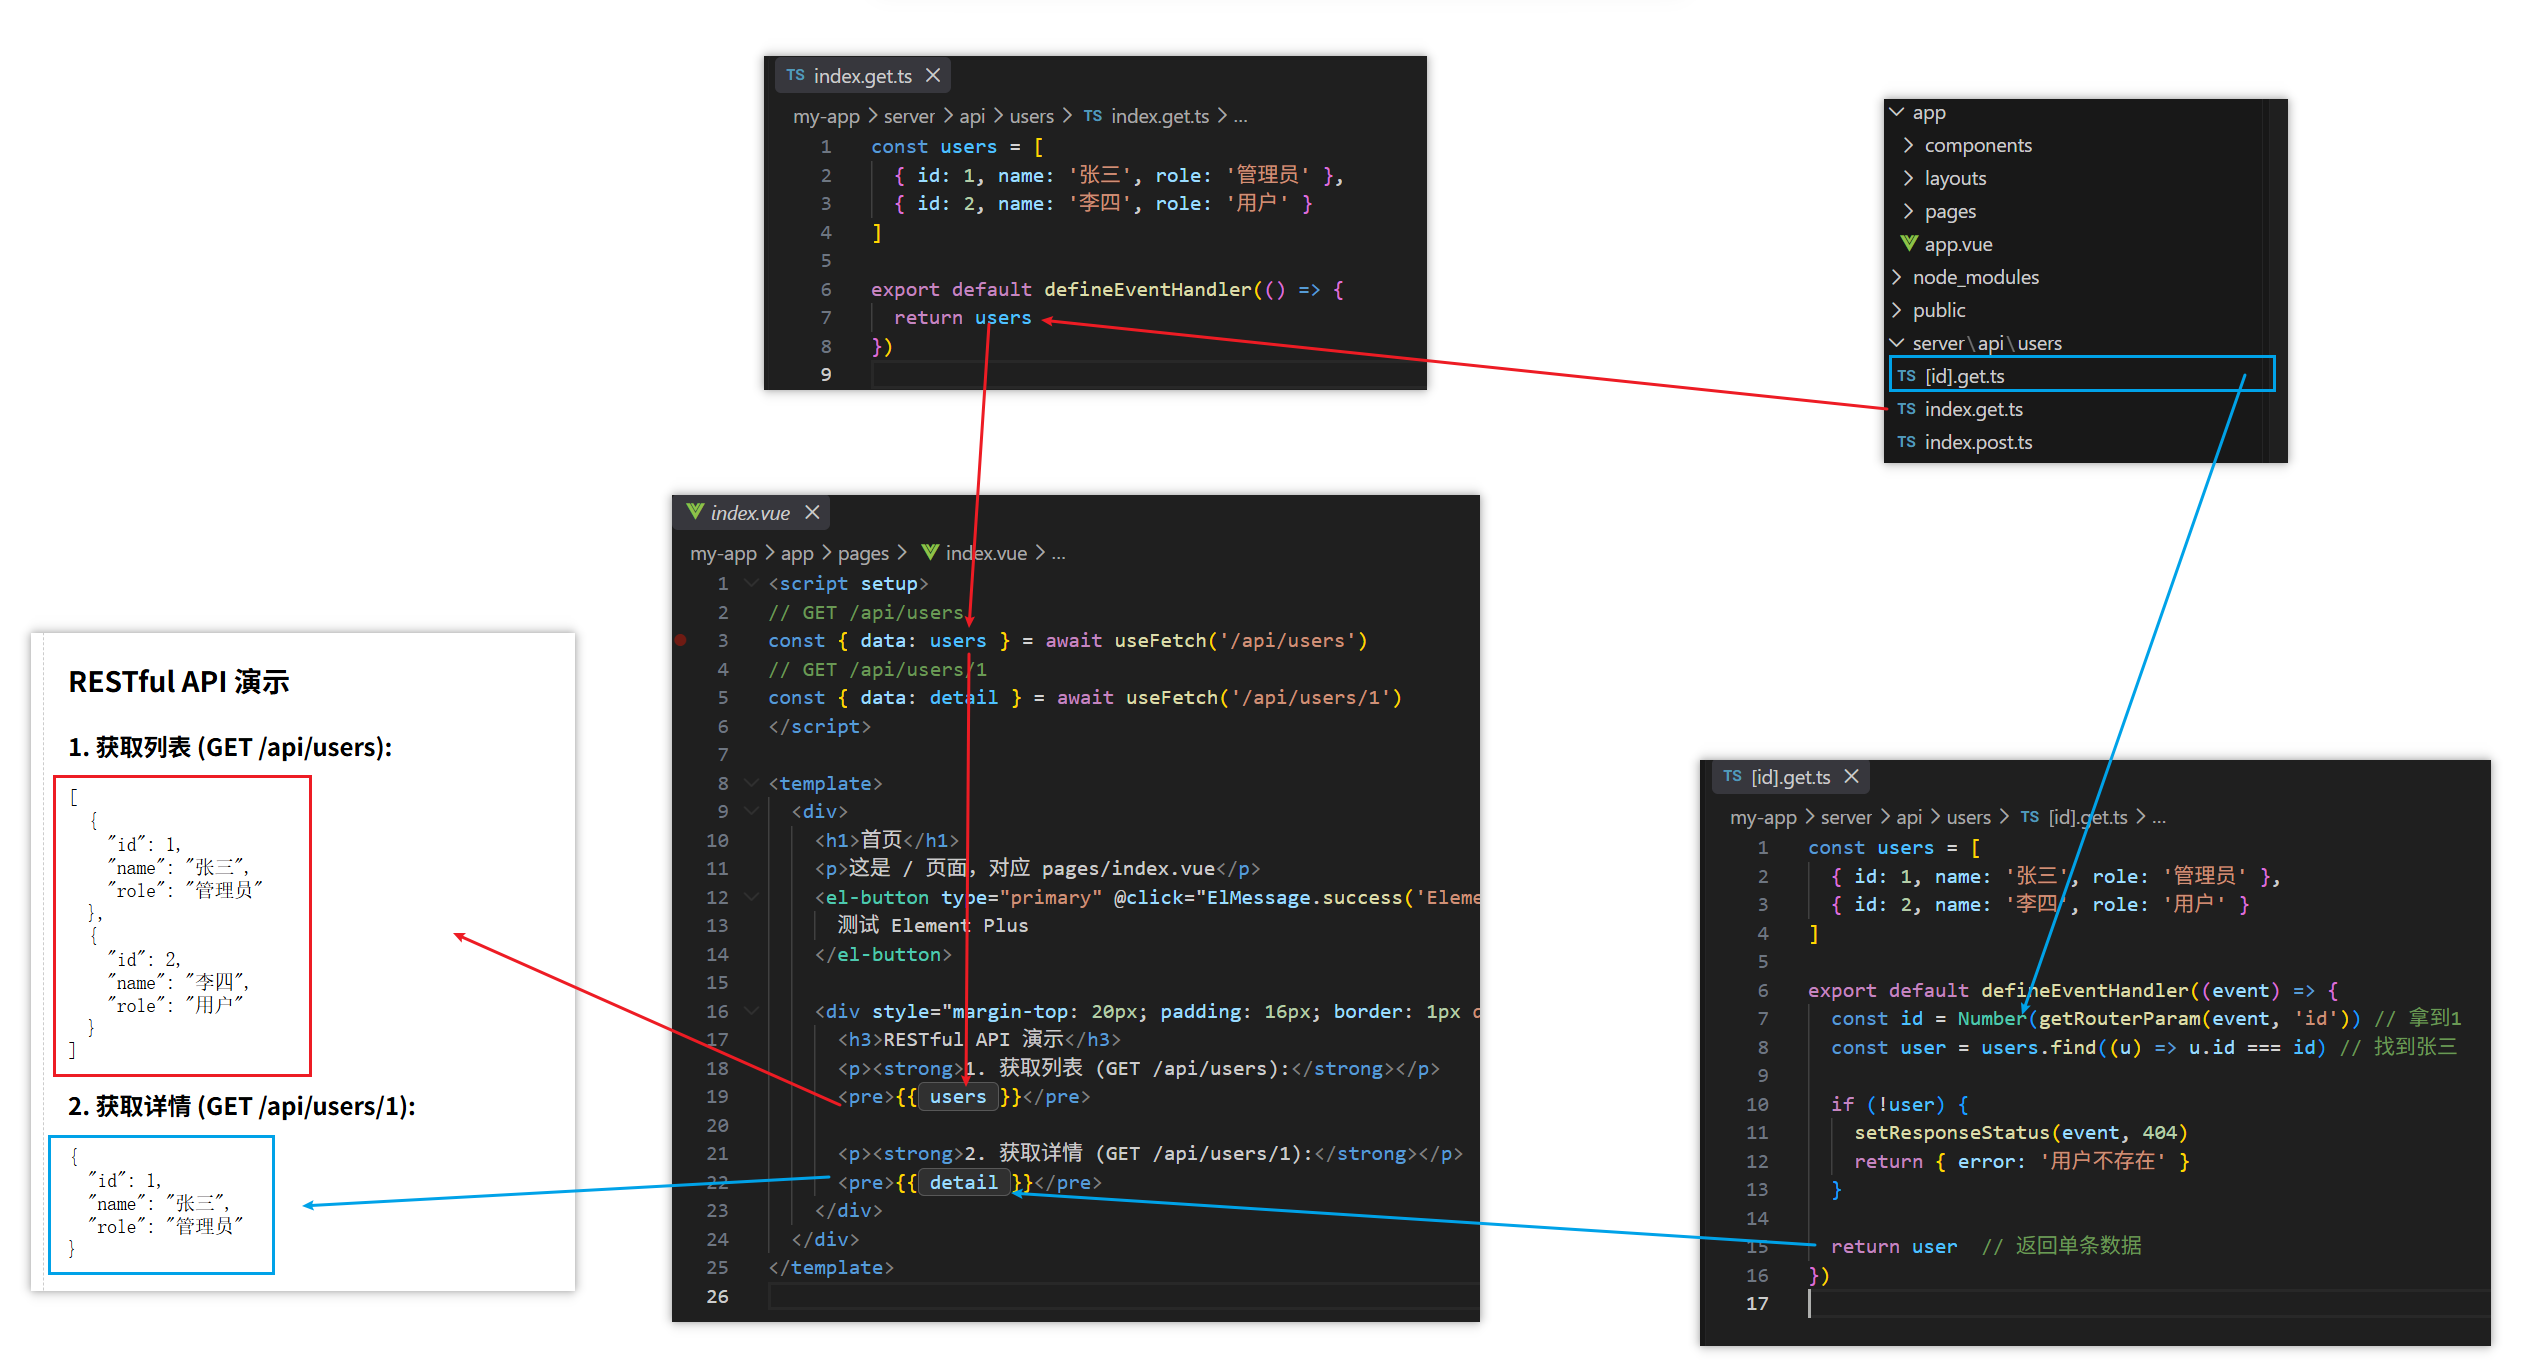 index.get.ts
my-app > server > api > users > TS index.get.ts > ...
1 const users = [
2 { id: 1, name: '张三', role: '管理员' },
3 { id: 2, name: '李四', role: '用户' }
4 ]
5
6 export default defineEventHandler(() => {
7 return users
8 })
9
app
components
layouts
pages
app.vue
node_modules
public
server\api\users
TS [id].get.ts
TS index.get.ts
TS index.post.ts
index.vue
my-app > app > pages > index.vue > ...
1 <script setup>
2 // GET /api/users
3 const { data: users } = await useFetch('/api/users')
4 // GET /api/users/1
5 const { data: detail } = await useFetch('/api/users/1')
6 </script>
7
8 <template>
9 <div>
10 <h1>首页</h1>
11 <p>这是 / 页面，对应 pages/index.vue</p>
12 <el-button type="primary" @click="ElMessage.success('Eleme
13 测试 Element Plus
14 </el-button>
15
16 <div style="margin-top: 20px; padding: 16px; border: 1px
17 <h3>RESTful API 演示</h3>
18 <p><strong>1. 获取列表 (GET /api/users):</strong></p>
19 <pre>{{ users }}</pre>
20
21 <p><strong>2. 获取详情 (GET /api/users/1):</strong></p>
22 <pre>{{ detail }}</pre>
23 </div>
24 </div>
25 </template>
26
RESTful API 演示
1. 获取列表 (GET /api/users):
[
{
"id": 1,
"name": "张三",
"role": "管理员"
},
{
"id": 2,
"name": "李四",
"role": "用户"
}
]
2. 获取详情 (GET /api/users/1):
{
"id": 1,
"name": "张三",
"role": "管理员"
}
TS [id].get.ts
my-app > server > api > users > TS [id].get.ts > ...
1 const users = [
2 { id: 1, name: '张三', role: '管理员' },
3 { id: 2, name: '李四', role: '用户' }
4 ]
5
6 export default defineEventHandler((event) => {
7 const id = Number(getRouterParam(event, 'id')) // 拿到1
8 const user = users.find((u) => u.id === id) // 找到张三
9
10 if (!user) {
11 setResponseStatus(event, 404)
12 return { error: '用户不存在' }
13 }
14
15 return user // 返回单条数据
16 })
17